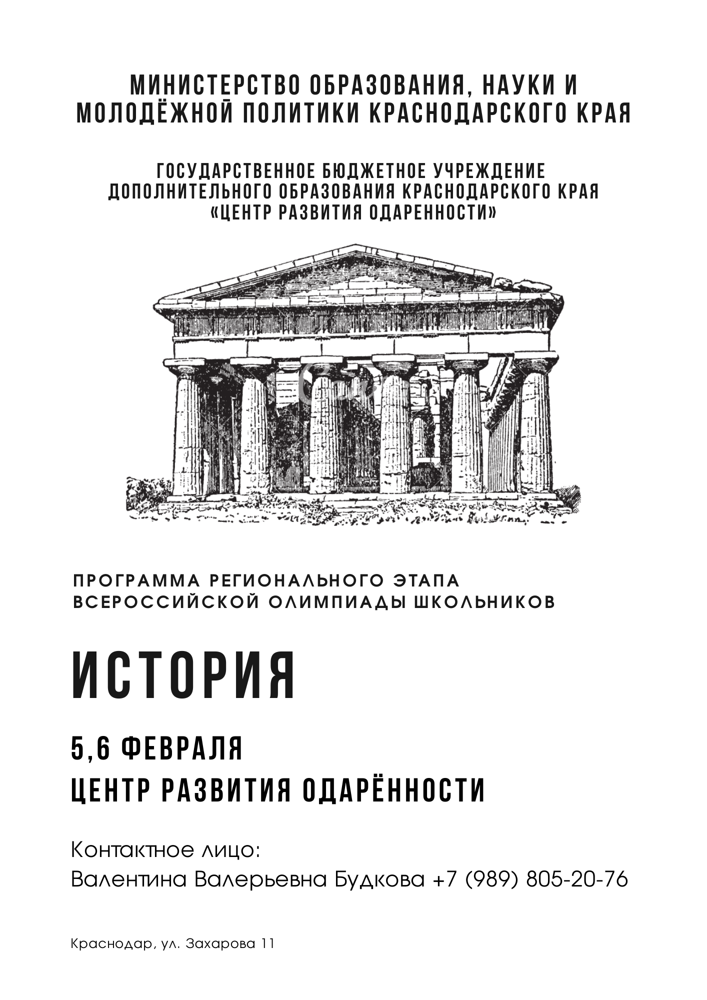 МИНИСТЕРСТВО ОБРАЗОВАНИЯ, НАУКИ И
МОЛОДЁЖНОЙ ПОЛИТИКИ КРАСНОДАРСКОГО КРАЯ
ГОСУДАРСТВЕННОЕ БЮДЖЕТНОЕ УЧРЕЖДЕНИЕ
ДОПОЛНИТЕЛЬНОГО ОБРАЗОВАНИЯ КРАСНОДАРСКОГО КРАЯ
«ЦЕНТР РАЗВИТИЯ ОДАРЕННОСТИ»
Canva
ПРОГРАММА РЕГИОНАЛЬНОГО ЭТАПА
ВСЕРОССИЙСКОЙ ОЛИМПИАДЫ ШКОЛЬНИКОВ
ИСТОРИЯ
5,6 ФЕВРАЛЯ
ЦЕНТР РАЗВИТИЯ ОДАРЁННОСТИ
Контактное лицо:
Валентина Валерьевна Будкова +7 (989) 805-20-76
Краснодар, ул. Захарова 11